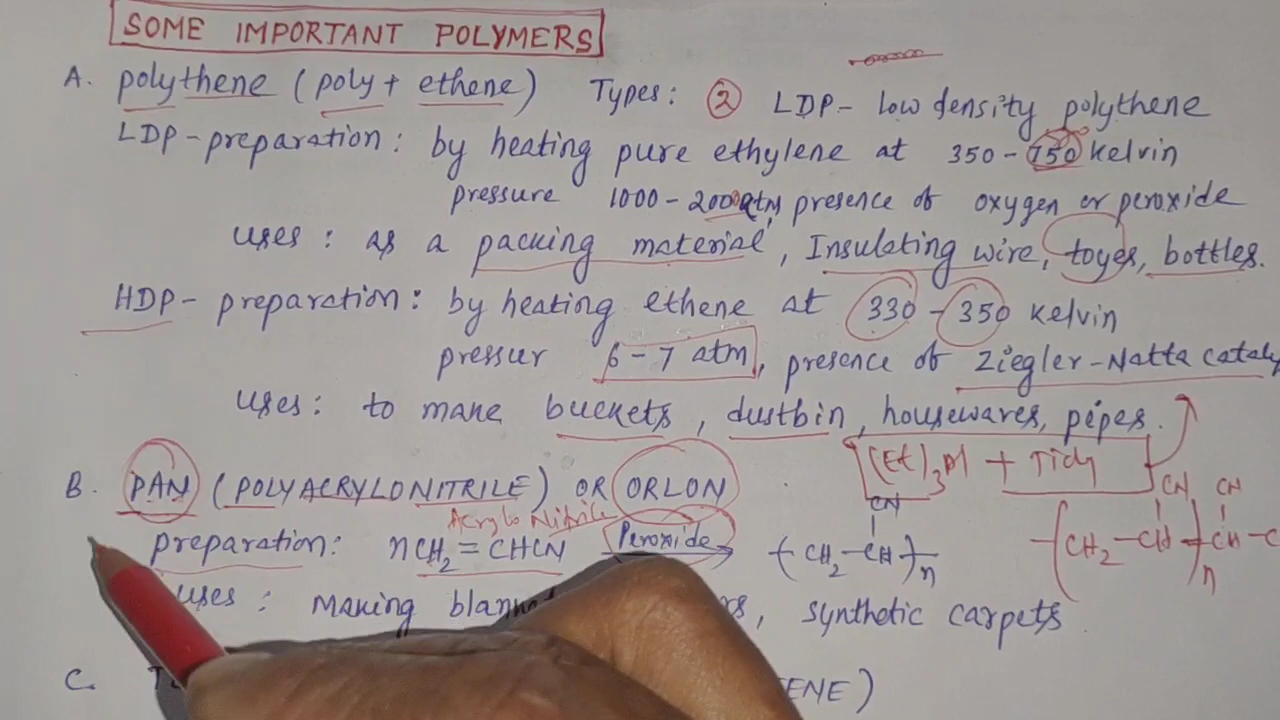 SOME IMPORTANT POLYMERS
A. polythene (poly + ethene) Types: 2 LDP - low density polythene
LDP - preparation : by heating pure ethylene at 350 - 750 kelvin
pressure 1000 - 2000 atm, presence of oxygen or peroxide
uses : as a packing material, Insulating wire, toyes, bottles.
HDP - preparation : by heating ethene at 330 - 350 kelvin
pressur 6 - 7 atm, presence of Ziegler-Natta
uses : to make buckets, dustbin, housewares, pipes.
(Et)3Al + Ticl4
B. PAN (POLYACRYLONITRILE) OR ORLON
Acrylo Nitrile
preparation : nCH2 = CHCN Peroxide
CN
-( CH2 - CH )-n
CN CN
-( CH2 - CH )-n CH -
uses : making synthetic carpets
C.